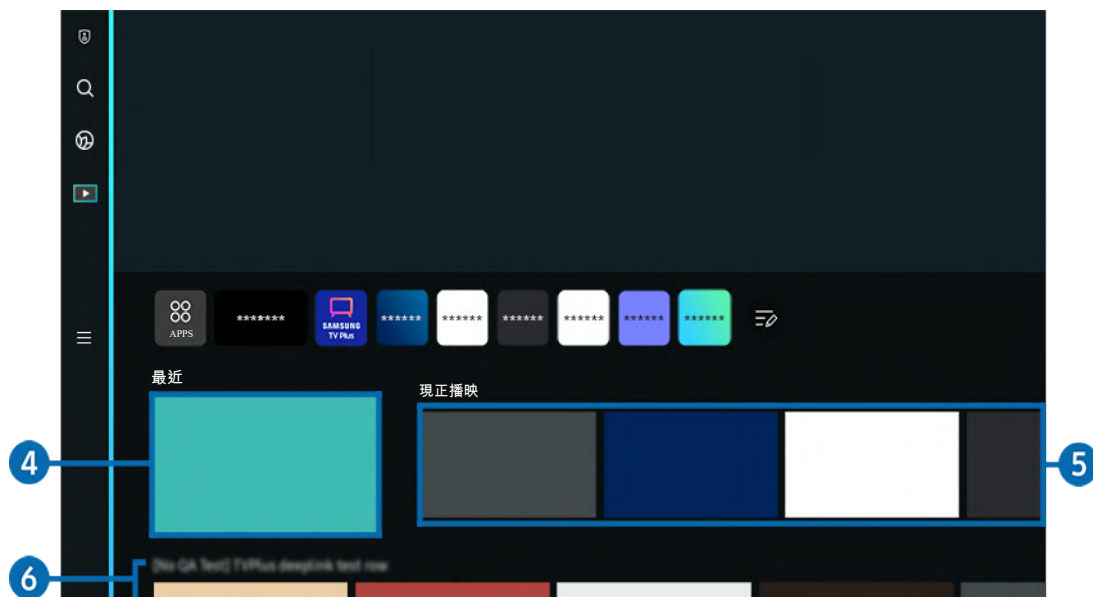 APPS
*******
SAMSUNG
TV Plus
******
******
******
******
******
******
最近
現正播映
4
5
[No QA Test] TVPlus deeplink test row
6